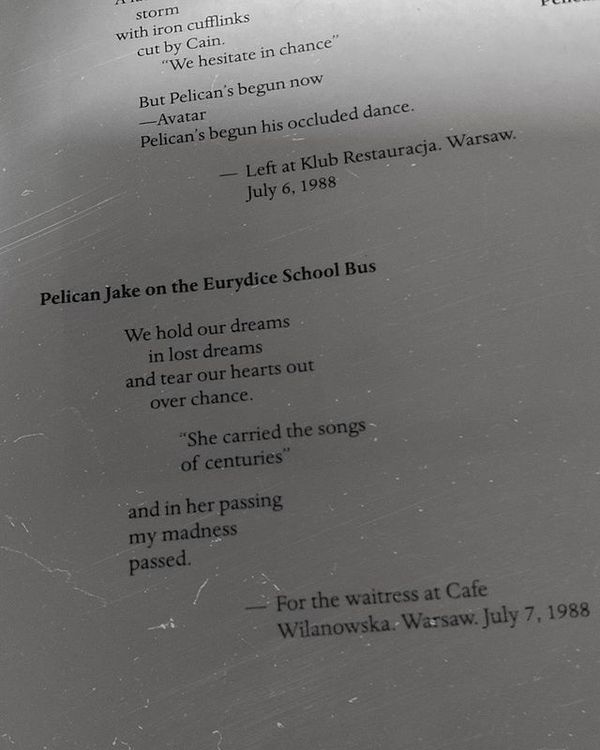 storm
with iron cufflinks
cut by Cain.
"We hesitate in chance"
But Pelican's begun now
—Avatar
Pelican's begun his occluded dance.
— Left at Klub Restauracja. Warsaw.
July 6, 1988
Pelican Jake on the Eurydice School Bus
We hold our dreams
in lost dreams
and tear our hearts out
over chance.
"She carried the songs
of centuries"
and in her passing
my madness
passed.
— For the waitress at Cafe
Wilanowska. Warsaw. July 7, 1988